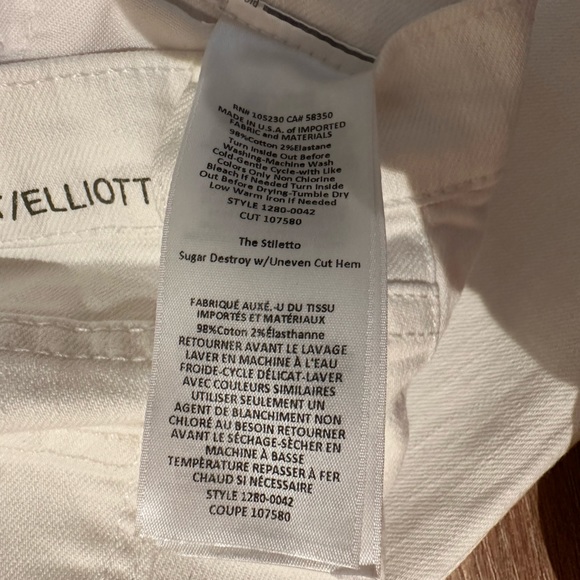 RN# 105230 CA# 58350
MADE IN U.S.A. of IMPORTED
FABRIC and MATERIALS
98%Cotton 2%Elastane
Turn Inside Out Before
Washing-Machine Wash
Cold-Gentle Cycle-with Like
Colors Only Non Chlorine
Bleach If Needed Turn Inside
Out Before Drying-Tumble Dry
Low Warm Iron if Needed
STYLE 1280-0042
CUT 107580
/ELLIOTT
The Stiletto
Sugar Destroy w/Uneven Cut Hem
FABRIQUÉ AUXÉ.-U DU TISSU
IMPORTÉS ET MATÉRIAUX
98%Coton 2%Élasthanne
RETOURNER AVANT LE LAVAGE
LAVER EN MACHINE À L'EAU
FROIDE-CYCLE DÉLICAT-LAVER
AVEC COULEURS SIMILAIRES
UTILISER SEULEMENT UN
AGENT DE BLANCHIMENT NON
CHLORÉ AU BESOIN RETOURNER
AVANT LE SÉCHAGE-SÈCHER EN
MACHINE À BASSE
TEMPÈRATURE REPASSER À FER
CHAUD SI NÉCESSAIRE
STYLE 1280-0042
COUPE 107580